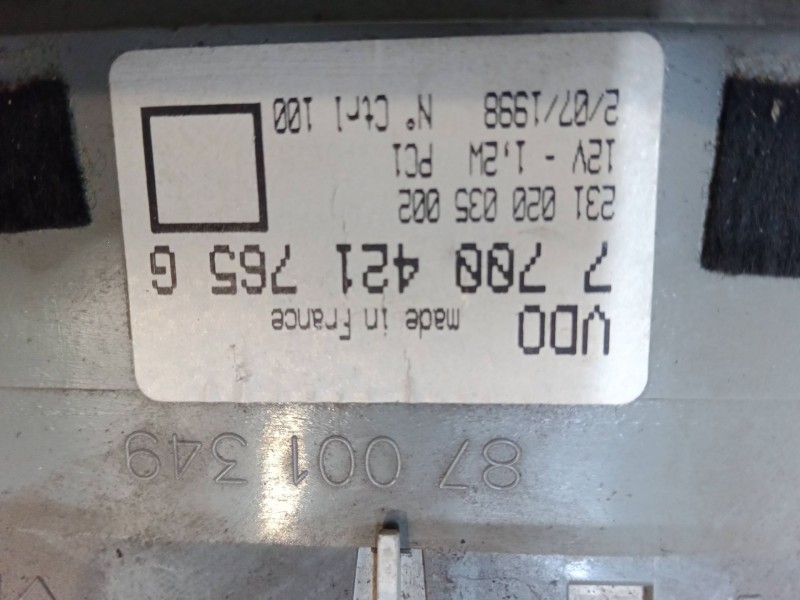 87 001 349
VDO made in France
7 700 421 765 G
231 020 035 002
12V - 1,2W PC1
2/07/1998 N° Ctrl 100